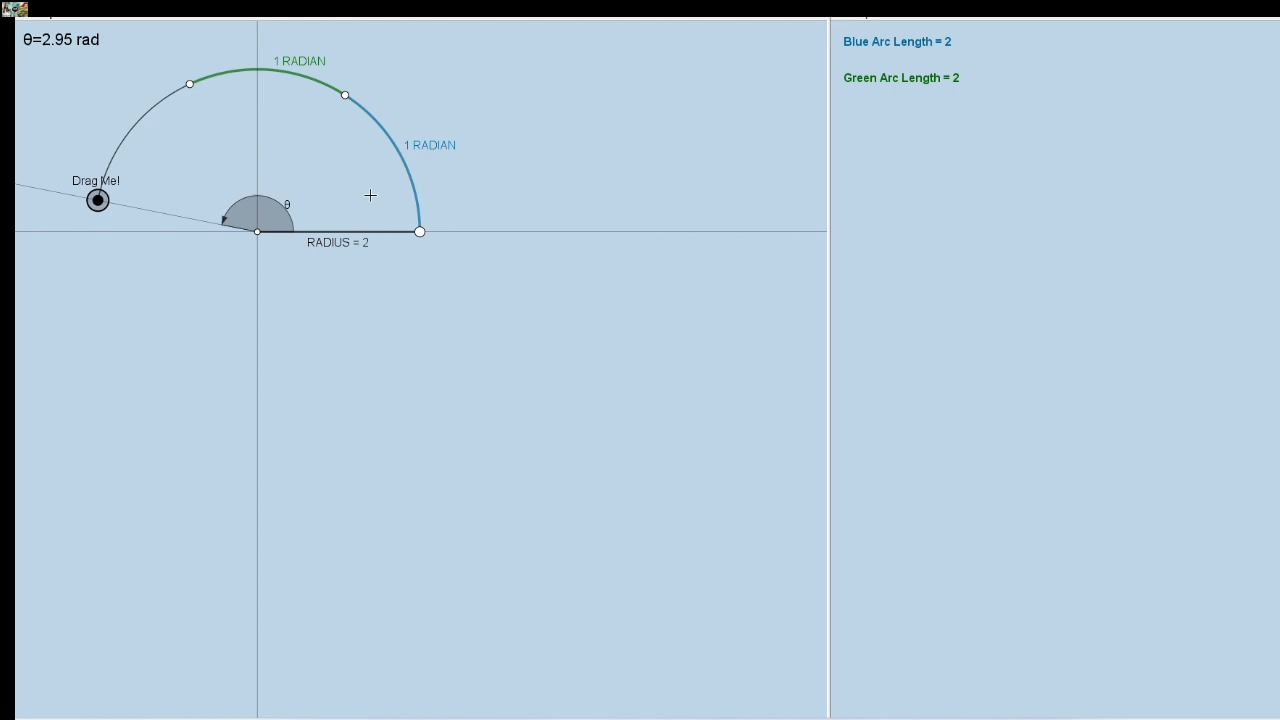 θ=2.95 rad
1 RADIAN
1 RADIAN
Drag Me!
θ
RADIUS = 2
Blue Arc Length = 2
Green Arc Length = 2